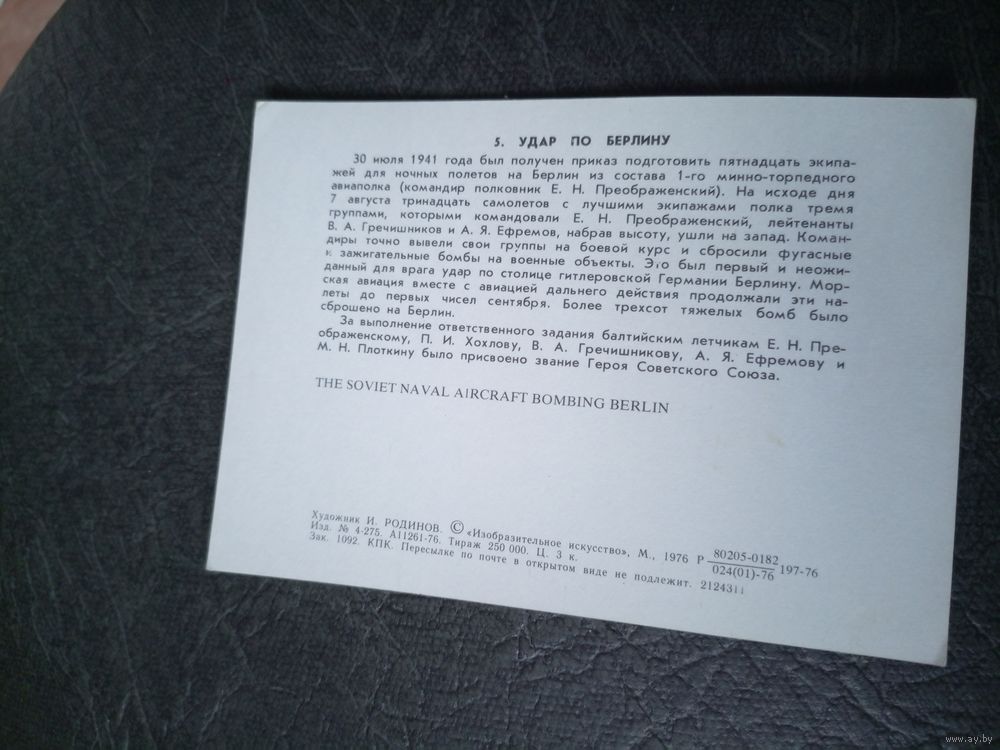 5. УДАР ПО БЕРЛИНУ
30 июля 1941 года был получен приказ подготовить пятнадцать экипа-
жей для ночных полетов на Берлин из состава 1-го минно-торпедного
авиаполка (командир полковник Е. Н. Преображенский). На исходе дня
7 августа тринадцать самолетов с лучшими экипажами полка тремя
группами, которыми командовали Е. Н. Преображенский, лейтенанты
В. А. Гречишников и А. Я. Ефремов, набрав высоту, ушли на запад. Коман-
диры точно вывели свои группы на боевой курс и сбросили фугасные
и зажигательные бомбы на военные объекты. Это был первый и неожи-
данный для врага удар по столице гитлеровской Германии Берлину. Мор-
ская авиация вместе с авиацией дальнего действия продолжали эти на-
леты до первых чисел сентября. Более трехсот тяжелых бомб было
сброшено на Берлин.
За выполнение ответственного задания балтийским летчикам Е. Н. Пре-
ображенскому, П. И. Хохлову, В. А. Гречишникову, А. Я. Ефремову и
М. Н. Плоткину было присвоено звание Героя Советского Союза.
THE SOVIET NAVAL AIRCRAFT BOMBING BERLIN
Художник И. РОДИНОВ. © «Изобразительное искусство», М., 1976 Р 80205-0182/024(01)-76 197-76
Изд. № 4-275. А11261-76. Тираж 250 000. Ц. 3 к.
Зак. 1092. КПК. Пересылке по почте в открытом виде не подлежит. 2124311
www.ay.by